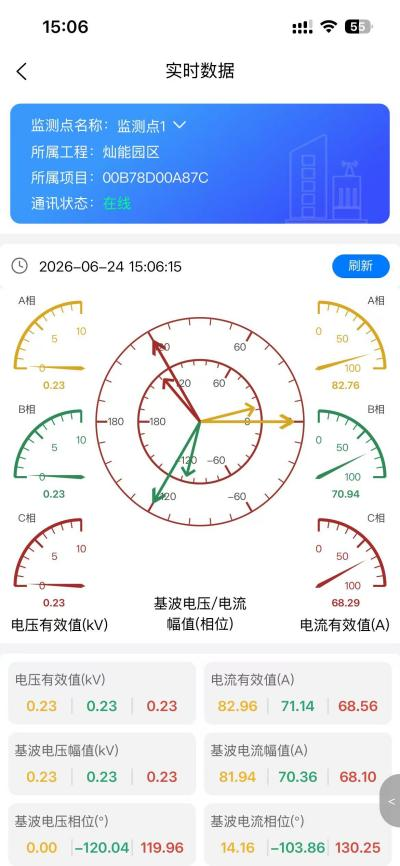 15:06
55
实时数据
监测点名称: 监测点1
所属工程: 灿能园区
所属项目: 00B78D00A87C
通讯状态: 在线
2026-06-24 15:06:15
刷新
A相
0 5 10
0.23
B相
0 5 10
0.23
C相
0 5 10
0.23
电压有效值(kV)
120 60
-180 0
-120 -60
120 60
-180 0
-120 -60
基波电压/电流
幅值(相位)
A相
0 50 100
82.76
B相
0 50 100
70.94
C相
0 50 100
68.29
电流有效值(A)
电压有效值(kV)
0.23 0.23 0.23
电流有效值(A)
82.96 71.14 68.56
基波电压幅值(kV)
0.23 0.23 0.23
基波电流幅值(A)
81.94 70.36 68.10
<
基波电压相位(°)
0.00 -120.04 119.96
基波电流相位(°)
14.16 -103.86 130.25